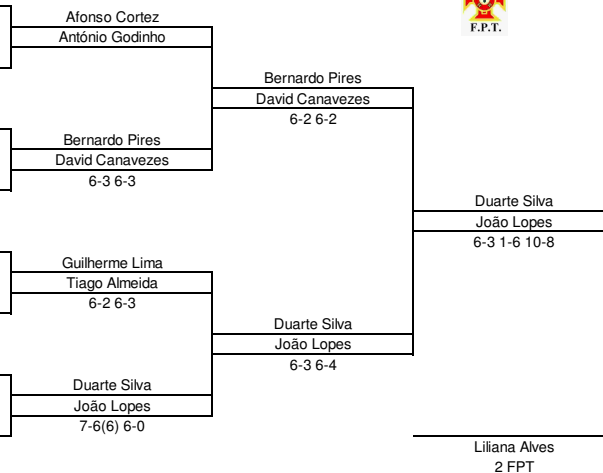 Afonso Cortez
António Godinho
F.P.T.
Bernardo Pires
David Canavezes
6-2 6-2
Bernardo Pires
David Canavezes
6-3 6-3
Duarte Silva
João Lopes
6-3 1-6 10-8
Guilherme Lima
Tiago Almeida
6-2 6-3
Duarte Silva
João Lopes
6-3 6-4
Duarte Silva
João Lopes
7-6(6) 6-0
Liliana Alves
2 FPT